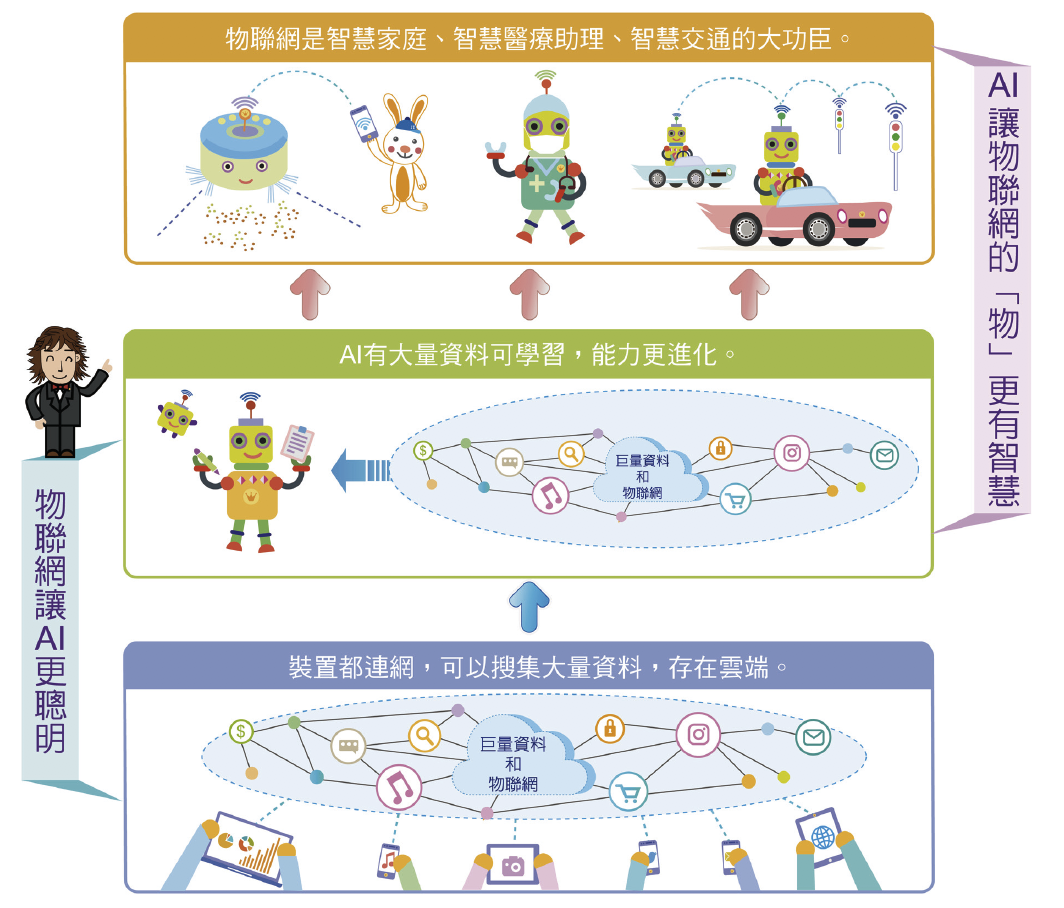 物聯網是智慧家庭、智慧醫療助理、智慧交通的大功臣。
AI讓物聯網的「物」更有智慧
AI有大量資料可學習，能力更進化。
$
巨量資料
和
物聯網
物聯網讓AI更聰明
裝置都連網，可以搜集大量資料，存在雲端。
$
巨量資料
和
物聯網